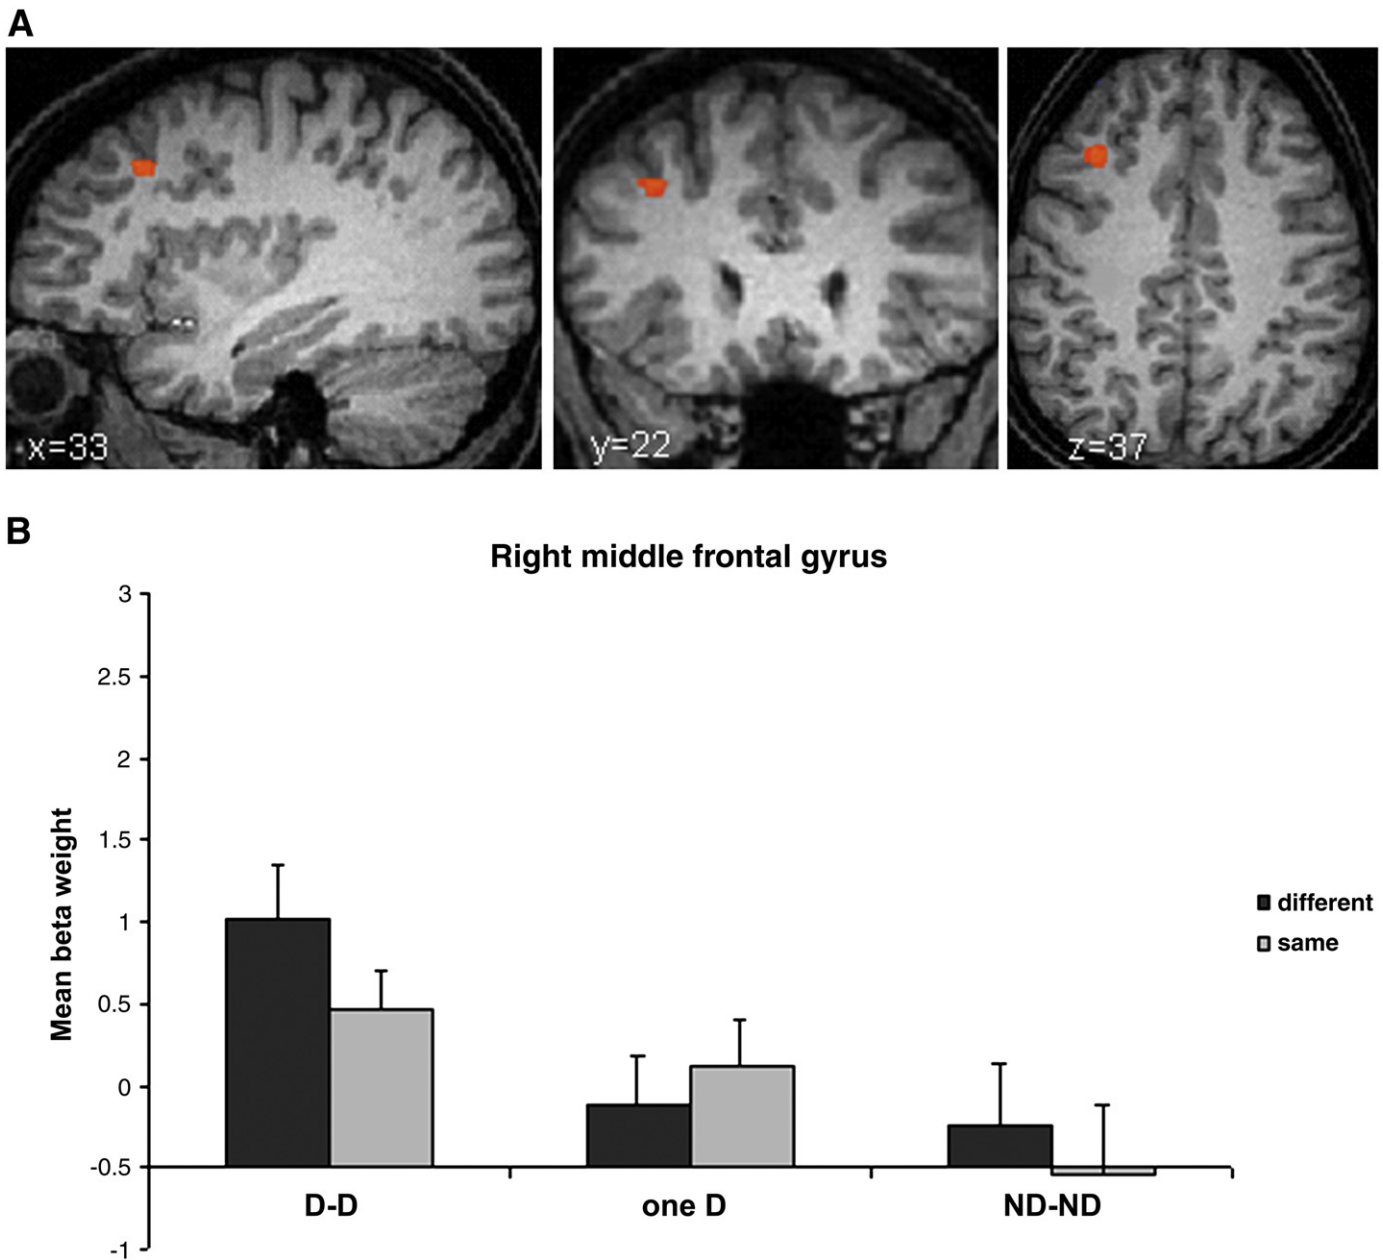 A
x=33
y=22
z=37
B
Right middle frontal gyrus
Mean beta weight
3
2.5
2
1.5
1
0.5
0
-0.5
-1
D-D
one D
ND-ND
different
same